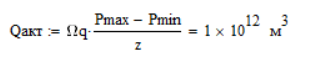 Qакт := Ωq·(Pmax − Pmin)/z = 1 × 10^12 м^3